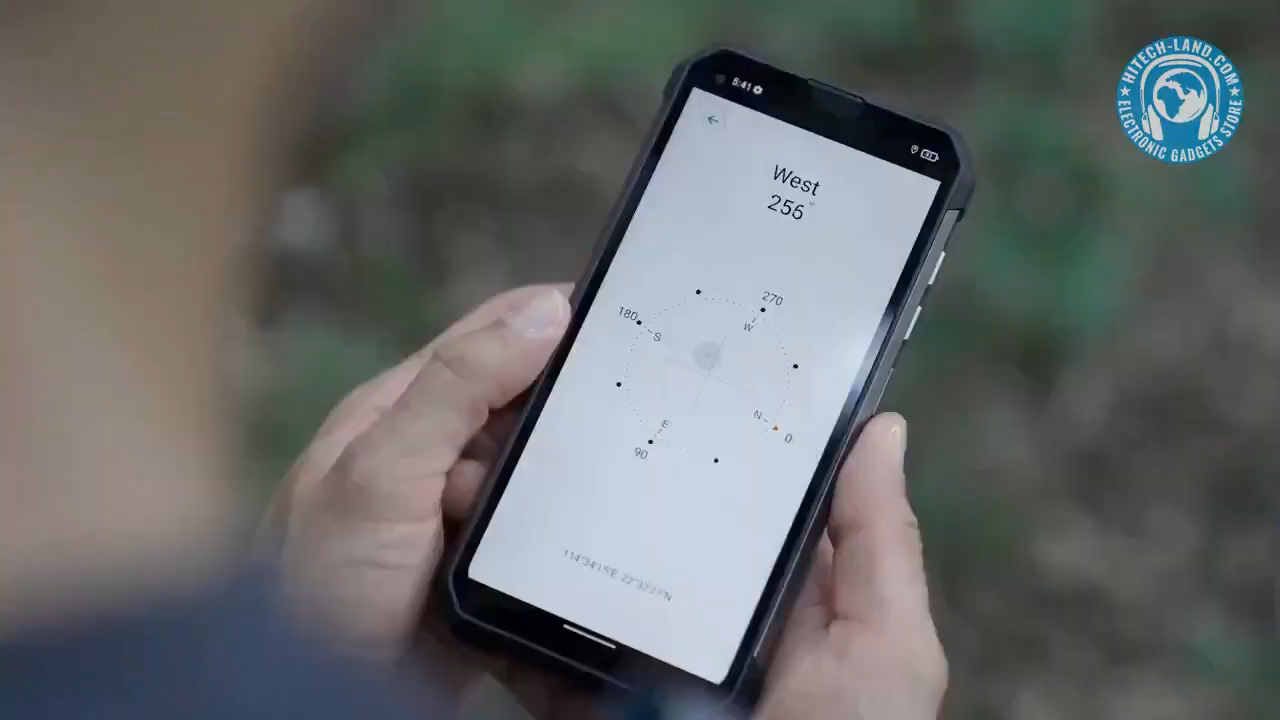 HITECH-LAND.COM
ELECTRONIC GADGETS STORE
5:41
West
256°
270
W
180
S
N
0
E
90